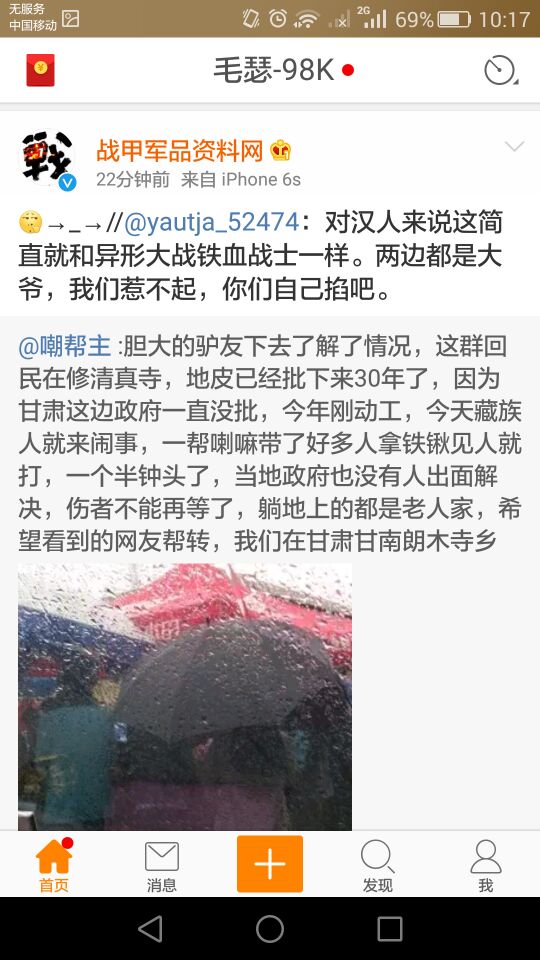 无服务
中国移动
2G
69%
10:17
毛瑟-98K
战甲军品资料网
22分钟前 来自 iPhone 6s
→_→//@yautja_52474：对汉人来说这简
直就和异形大战铁血战士一样。两边都是大
爷，我们惹不起，你们自己掐吧。
@嘲帮主 :胆大的驴友下去了解了情况，这群回
民在修清真寺，地皮已经批下来30年了，因为
甘肃这边政府一直没批，今年刚动工，今天藏族
人就来闹事，一帮喇嘛带了好多人拿铁锹见人就
打，一个半钟头了，当地政府也没有人出面解
决，伤者不能再等了，躺地上的都是老人家，希
望看到的网友帮转，我们在甘肃甘南朗木寺乡
首页
消息
发现
我